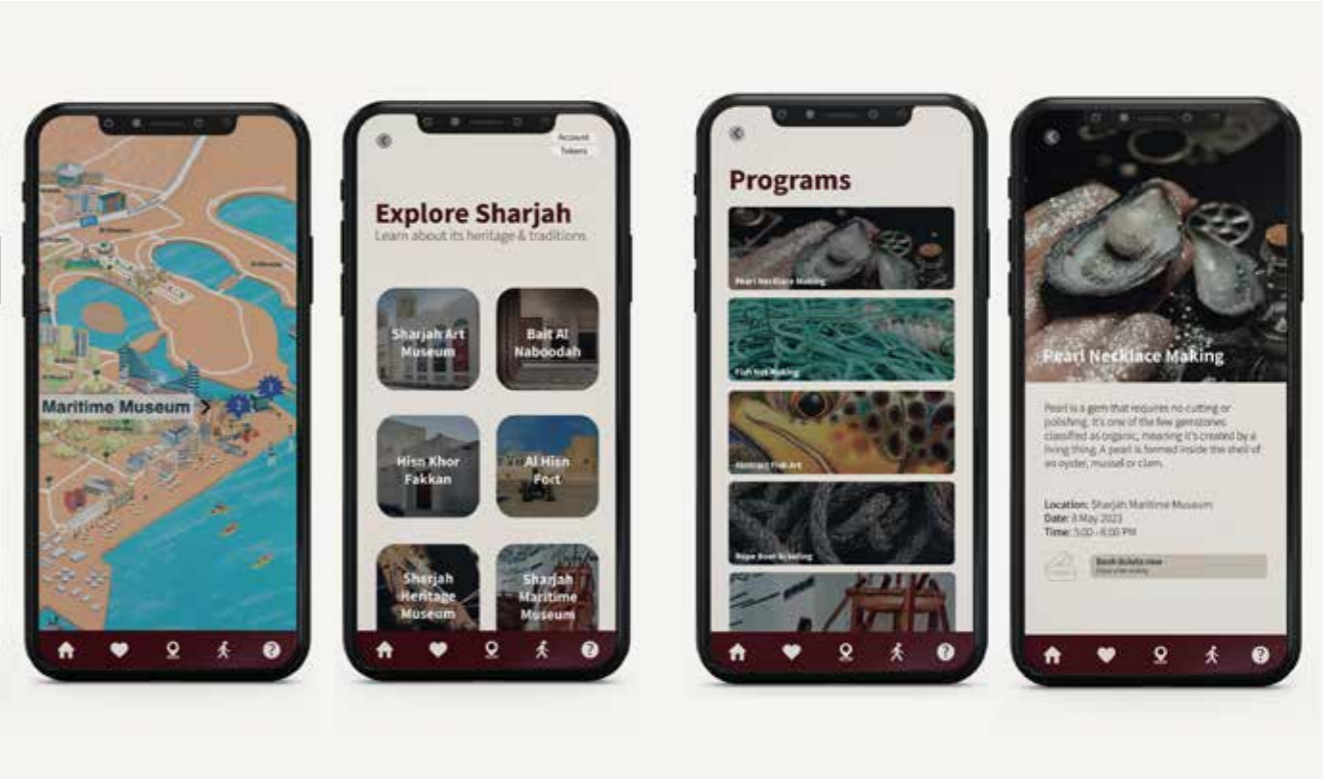 Maritime Museum
1
2
Account
Tokens
Explore Sharjah
Learn about its heritage & traditions
Sharjah Art
Museum
Bait Al
Naboodah
Hisn Khor
Fakkan
Al Hisn
Fort
Sharjah
Heritage
Museum
Sharjah
Maritime
Museum
?
Programs
Pearl Necklace Making
Fish Net Making
Abstract Fish Art
?
Pearl Necklace Making
Pearl is a gem that requires no cutting or
polishing. It's one of the few gemstones
classified as organic, meaning it's created by a
living thing. A pearl is formed inside the shell of
an oyster, mussel or clam.
Location: Sharjah Maritime Museum
Date: 8 May 2023
Time: 5:00 - 6:00 PM
Book tickets now
?